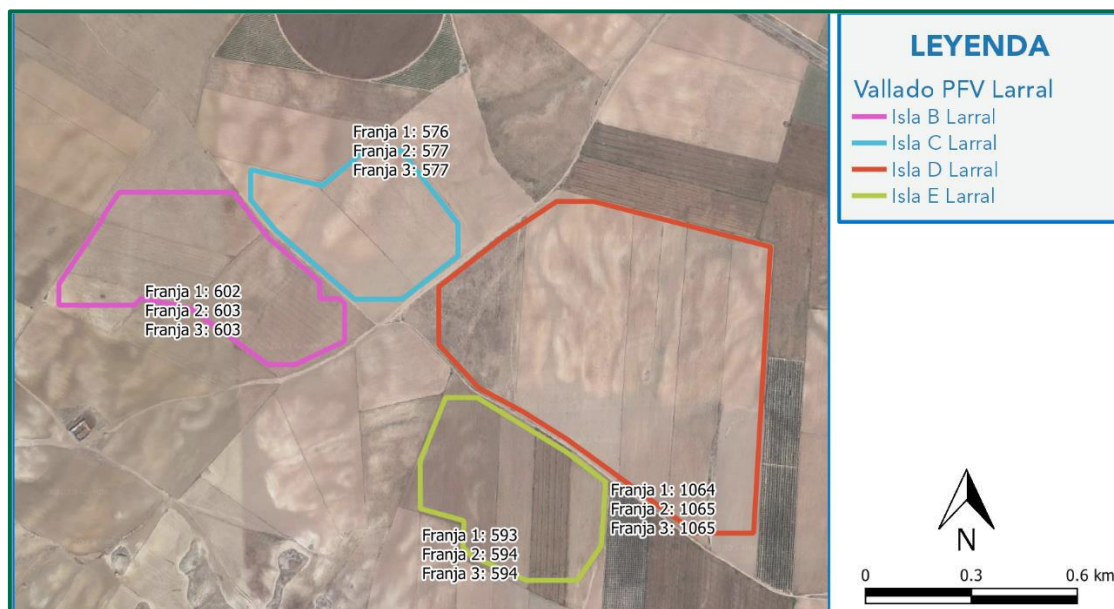 LEYENDA
Vallado PFV Larral
Isla B Larral
Isla C Larral
Isla D Larral
Isla E Larral
Franja 1: 576
Franja 2: 577
Franja 3: 577
Franja 1: 602
Franja 2: 603
Franja 3: 603
Franja 1: 1064
Franja 2: 1065
Franja 3: 1065
Franja 1: 593
Franja 2: 594
Franja 3: 594
N
0 0.3 0.6 km